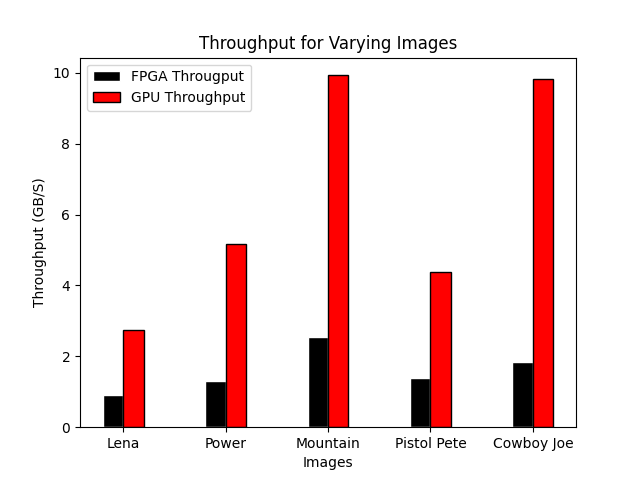 Throughput for Varying Images
FPGA Througput
GPU Throughput
Throughput (GB/S)
10
8
6
4
2
0
Lena
Power
Mountain
Pistol Pete
Cowboy Joe
Images